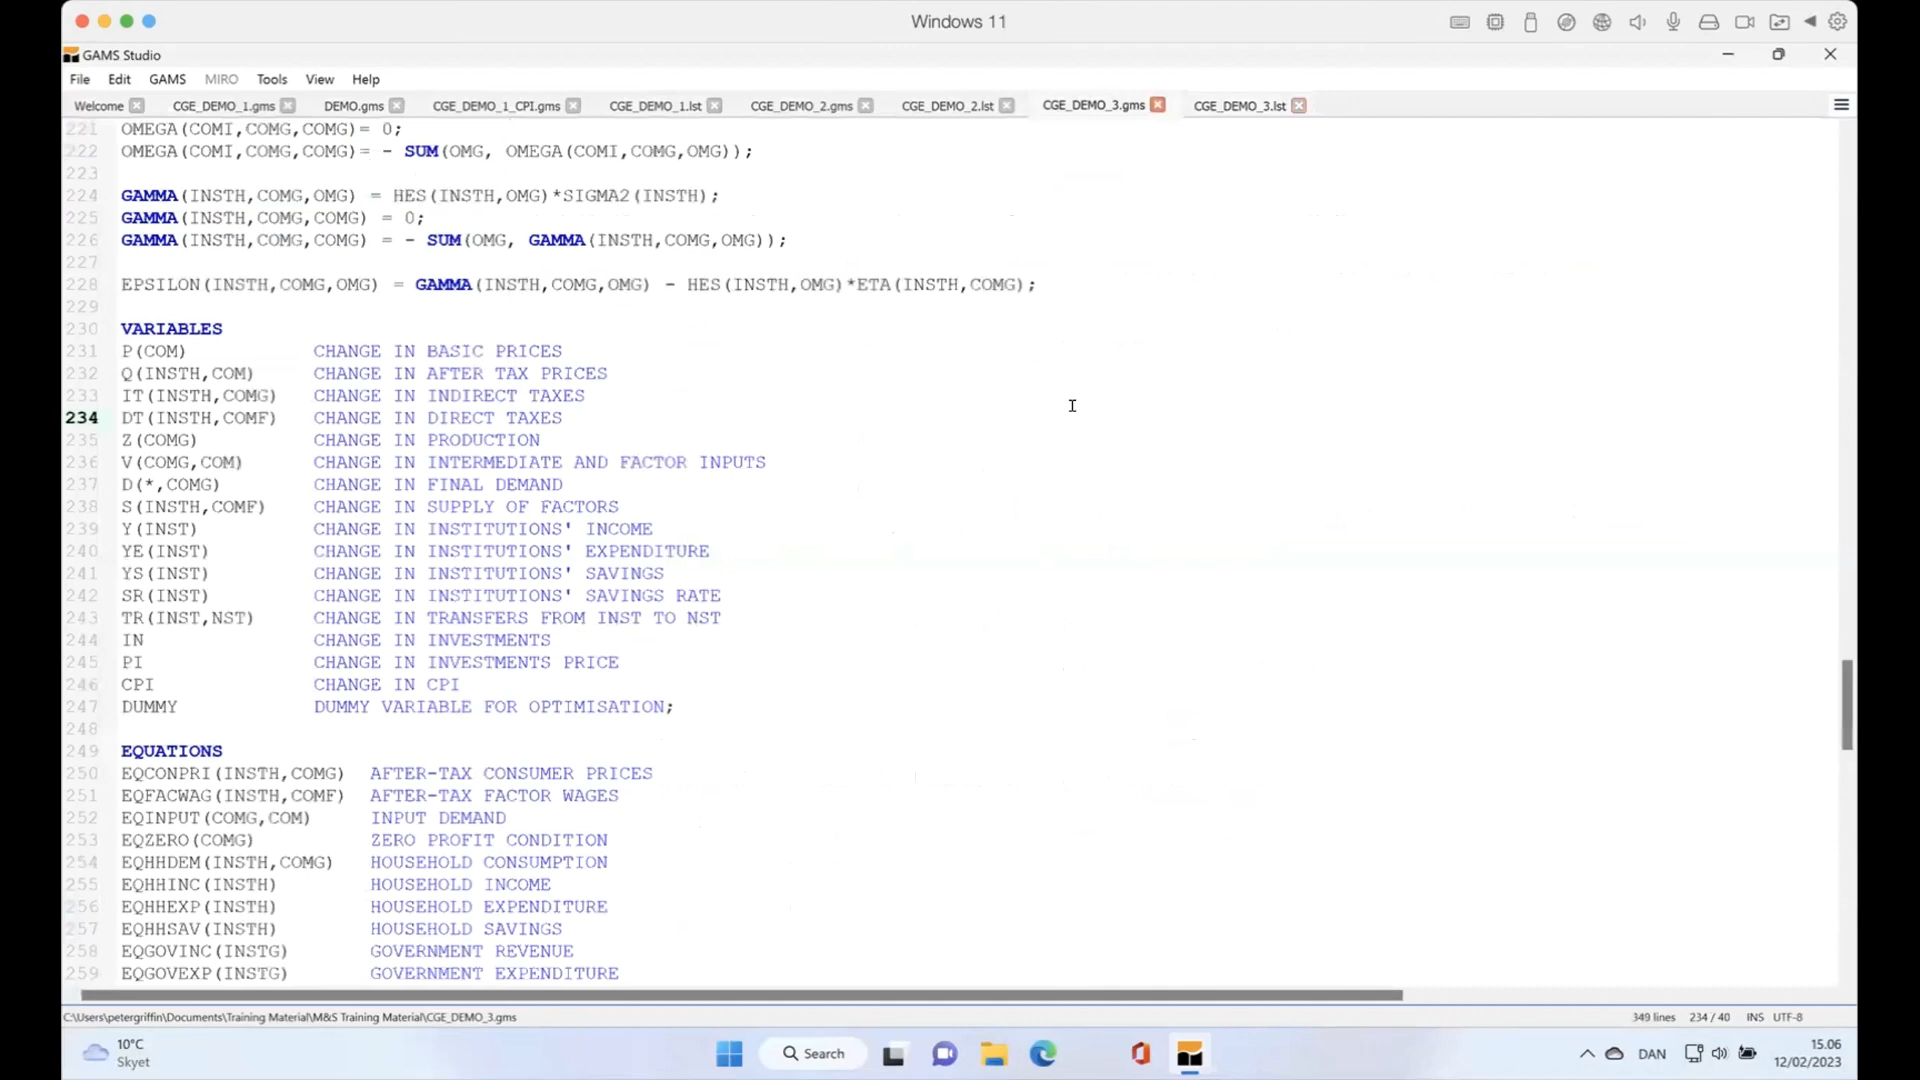 Windows 11
GAMS Studio
File Edit GAMS MIRO Tools View Help
Welcome CGE_DEMO_1.gms DEMO.gms CGE_DEMO_1_CPI.gms CGE_DEMO_1.lst CGE_DEMO_2.gms CGE_DEMO_2.lst CGE_DEMO_3.gms CGE_DEMO_3.lst
221 OMEGA(COMI,COMG,COMG)= 0;
222 OMEGA(COMI,COMG,COMG)= - SUM(OMG, OMEGA(COMI,COMG,OMG));
223
224 GAMMA(INSTH,COMG,OMG) = HES(INSTH,OMG)*SIGMA2(INSTH);
225 GAMMA(INSTH,COMG,COMG) = 0;
226 GAMMA(INSTH,COMG,COMG) = - SUM(OMG, GAMMA(INSTH,COMG,OMG));
227
228 EPSILON(INSTH,COMG,OMG) = GAMMA(INSTH,COMG,OMG) - HES(INSTH,OMG)*ETA(INSTH,COMG);
229
230 VARIABLES
231 P(COM) CHANGE IN BASIC PRICES
232 Q(INSTH,COM) CHANGE IN AFTER TAX PRICES
233 IT(INSTH,COMG) CHANGE IN INDIRECT TAXES
234 DT(INSTH,COMF) CHANGE IN DIRECT TAXES
235 Z(COMG) CHANGE IN PRODUCTION
236 V(COMG,COM) CHANGE IN INTERMEDIATE AND FACTOR INPUTS
237 D(*,COMG) CHANGE IN FINAL DEMAND
238 S(INSTH,COMF) CHANGE IN SUPPLY OF FACTORS
239 Y(INST) CHANGE IN INSTITUTIONS' INCOME
240 YE(INST) CHANGE IN INSTITUTIONS' EXPENDITURE
241 YS(INST) CHANGE IN INSTITUTIONS' SAVINGS
242 SR(INST) CHANGE IN INSTITUTIONS' SAVINGS RATE
243 TR(INST,NST) CHANGE IN TRANSFERS FROM INST TO NST
244 IN CHANGE IN INVESTMENTS
245 PI CHANGE IN INVESTMENTS PRICE
246 CPI CHANGE IN CPI
247 DUMMY DUMMY VARIABLE FOR OPTIMISATION;
248
249 EQUATIONS
250 EQCONPRI(INSTH,COMG) AFTER-TAX CONSUMER PRICES
251 EQFACWAG(INSTH,COMF) AFTER-TAX FACTOR WAGES
252 EQINPUT(COMG,COM) INPUT DEMAND
253 EQZERO(COMG) ZERO PROFIT CONDITION
254 EQHHDEM(INSTH,COMG) HOUSEHOLD CONSUMPTION
255 EQHHINC(INSTH) HOUSEHOLD INCOME
256 EQHHEXP(INSTH) HOUSEHOLD EXPENDITURE
257 EQHHSAV(INSTH) HOUSEHOLD SAVINGS
258 EQGOVINC(INSTG) GOVERNMENT REVENUE
259 EQGOVEXP(INSTG) GOVERNMENT EXPENDITURE
C:\Users\petergriffin\Documents\Training Material\M&S Training Material\CGE_DEMO_3.gms 349 lines 234 / 40 INS UTF-8
10°C
Skyet
Search
DAN
15.06
12/02/2023